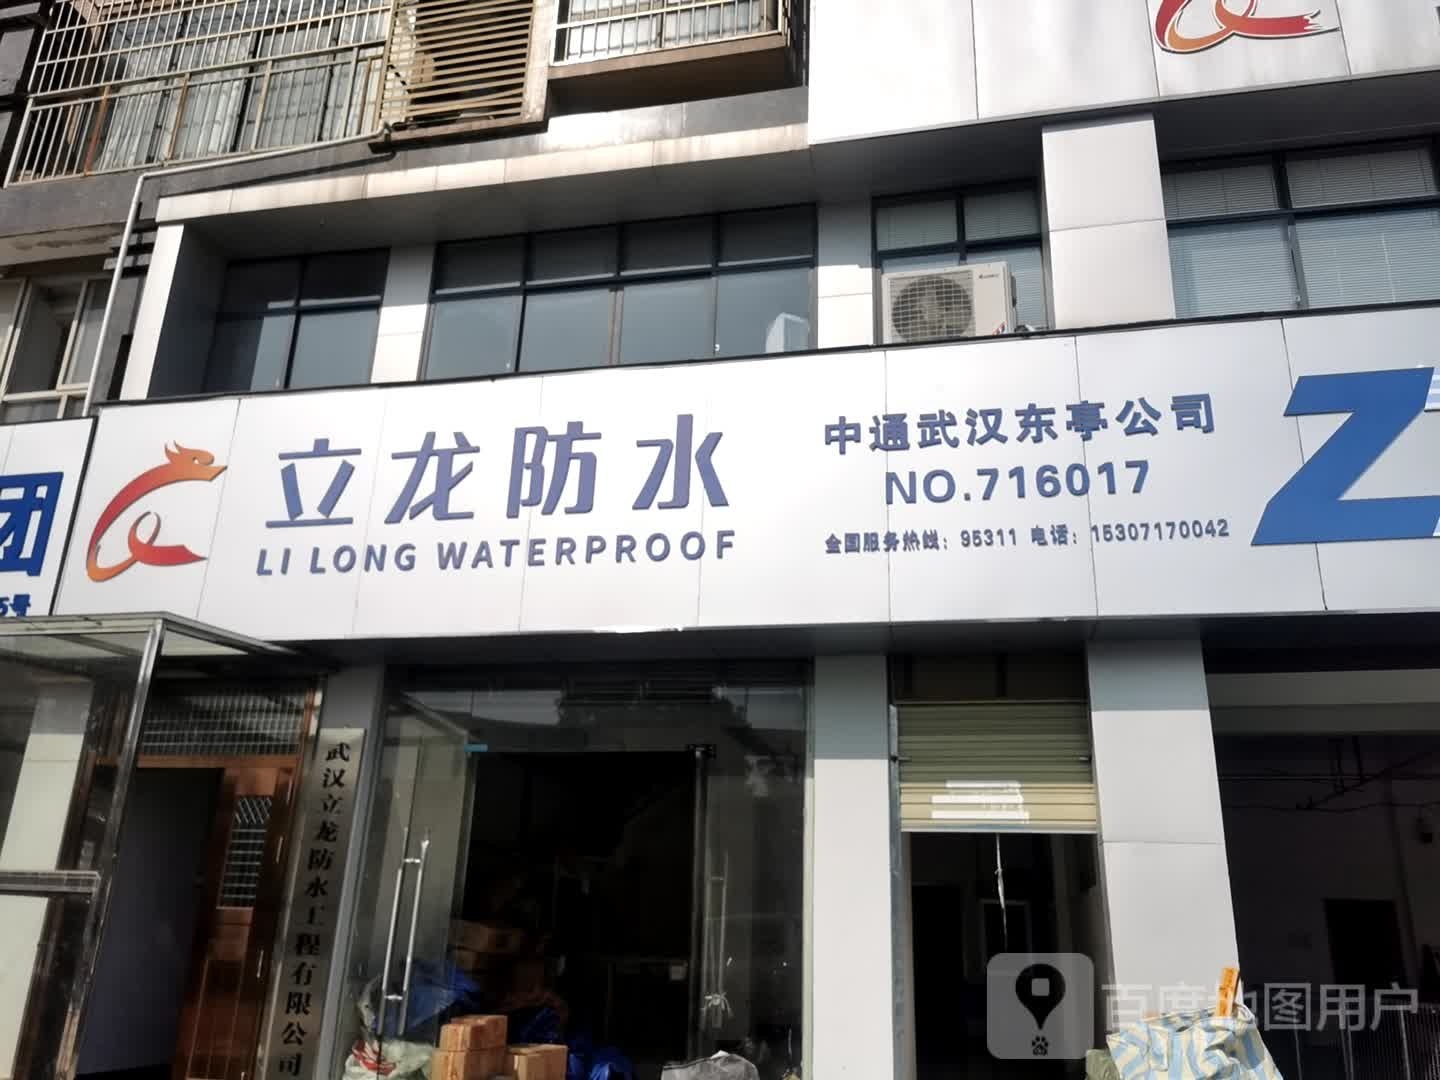 立龙防水
LI LONG WATERPROOF
中通武汉东亭公司
NO.716017
全国服务热线：95311 电话：15307170042
Z
团
5号
武汉立龙防水工程有限公司
百度地图用户